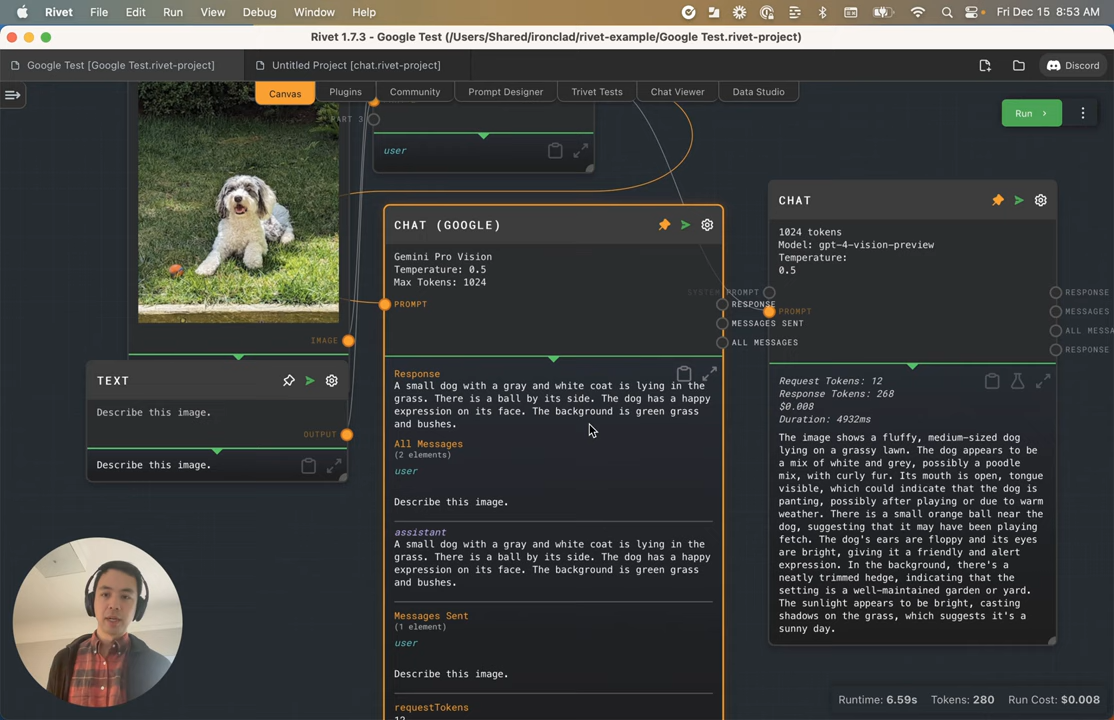 Rivet File Edit Run View Debug Window Help
Fri Dec 15 8:53 AM
Rivet 1.7.3 - Google Test (/Users/Shared/ironclad/rivet-example/Google Test.rivet-project)
Google Test [Google Test.rivet-project]
Untitled Project [chat.rivet-project]
Discord
Canvas
Plugins
Community
Prompt Designer
Trivet Tests
Chat Viewer
Data Studio
Run
PART 3
user
IMAGE
TEXT
Describe this image.
OUTPUT
Describe this image.
CHAT (GOOGLE)
Gemini Pro Vision
Temperature: 0.5
Max Tokens: 1024
PROMPT
RESPONSE
MESSAGES SENT
ALL MESSAGES
Response
A small dog with a gray and white coat is lying in the
grass. There is a ball by its side. The dog has a happy
expression on its face. The background is green grass
and bushes.
All Messages
(2 elements)
user
Describe this image.
assistant
A small dog with a gray and white coat is lying in the
grass. There is a ball by its side. The dog has a happy
expression on its face. The background is green grass
and bushes.
Messages Sent
(1 element)
user
Describe this image.
requestTokens
12
CHAT
1024 tokens
Model: gpt-4-vision-preview
Temperature:
0.5
SYSTEM PROMPT
PROMPT
RESPONSE
MESSAGES
ALL MESSA
RESPONSE
Request Tokens: 12
Response Tokens: 268
$0.008
Duration: 4932ms
The image shows a fluffy, medium-sized dog
lying on a grassy lawn. The dog appears to be
a mix of white and grey, possibly a poodle
mix, with curly fur. Its mouth is open, tongue
visible, which could indicate that the dog is
panting, possibly after playing or due to warm
weather. There is a small orange ball near the
dog, suggesting that it may have been playing
fetch. The dog's ears are floppy and its eyes
are bright, giving it a friendly and alert
expression. In the background, there's a
neatly trimmed hedge, indicating that the
setting is a well-maintained garden or yard.
The sunlight appears to be bright, casting
shadows on the grass, which suggests it's a
sunny day.
Runtime: 6.59s Tokens: 280 Run Cost: $0.008